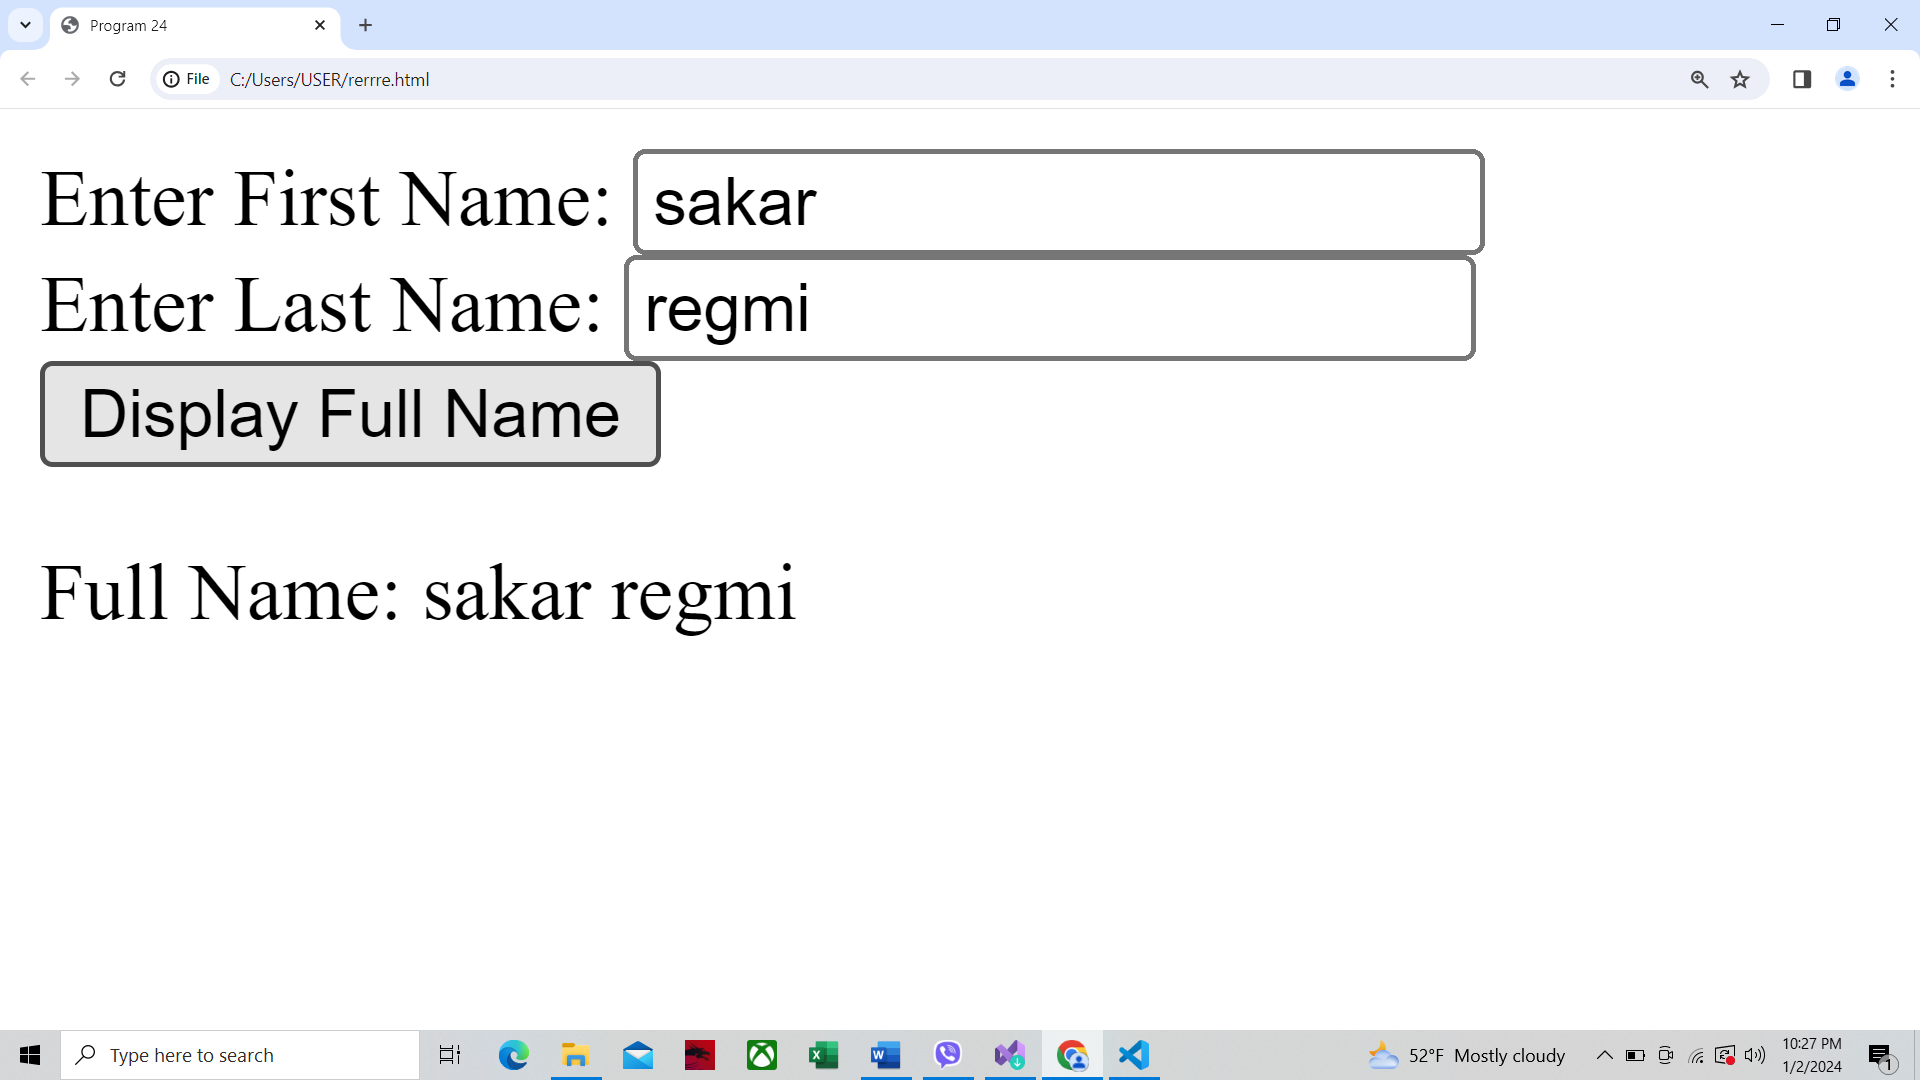 Program 24
File C:/Users/USER/rerrre.html
Enter First Name: sakar
Enter Last Name: regmi
Display Full Name
Full Name: sakar regmi
Type here to search
52°F Mostly cloudy
10:27 PM
1/2/2024
1